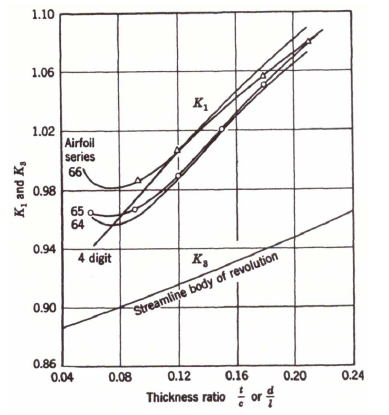 1.10
1.06
1.02
0.98
0.94
0.90
0.86
K₁ and K₃
K₁
Airfoil
series
66
65
64
4 digit
K₃
Streamline body of revolution
0.04
0.08
0.12
0.16
0.20
0.24
Thickness ratio t/c or d/l